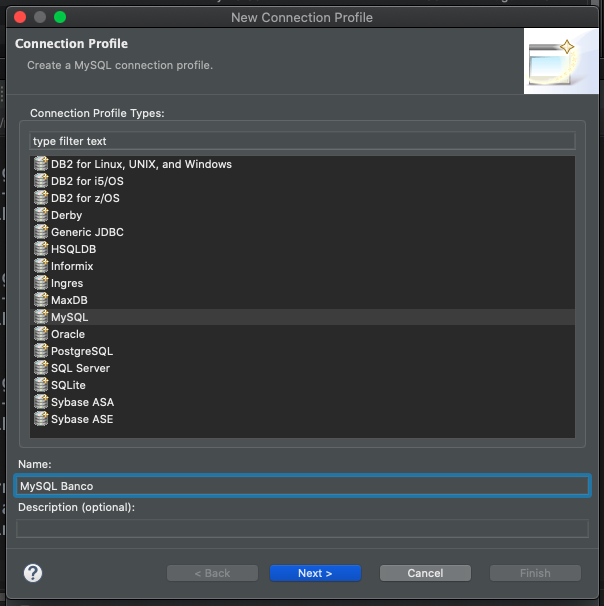 New Connection Profile
Connection Profile
Create a MySQL connection profile.
Connection Profile Types:
type filter text
DB2 for Linux, UNIX, and Windows
DB2 for i5/OS
DB2 for z/OS
Derby
Generic JDBC
HSQLDB
Informix
Ingres
MaxDB
MySQL
Oracle
PostgreSQL
SQL Server
SQLite
Sybase ASA
Sybase ASE
Name:
MySQL Banco
Description (optional):
?
< Back
Next >
Cancel
Finish